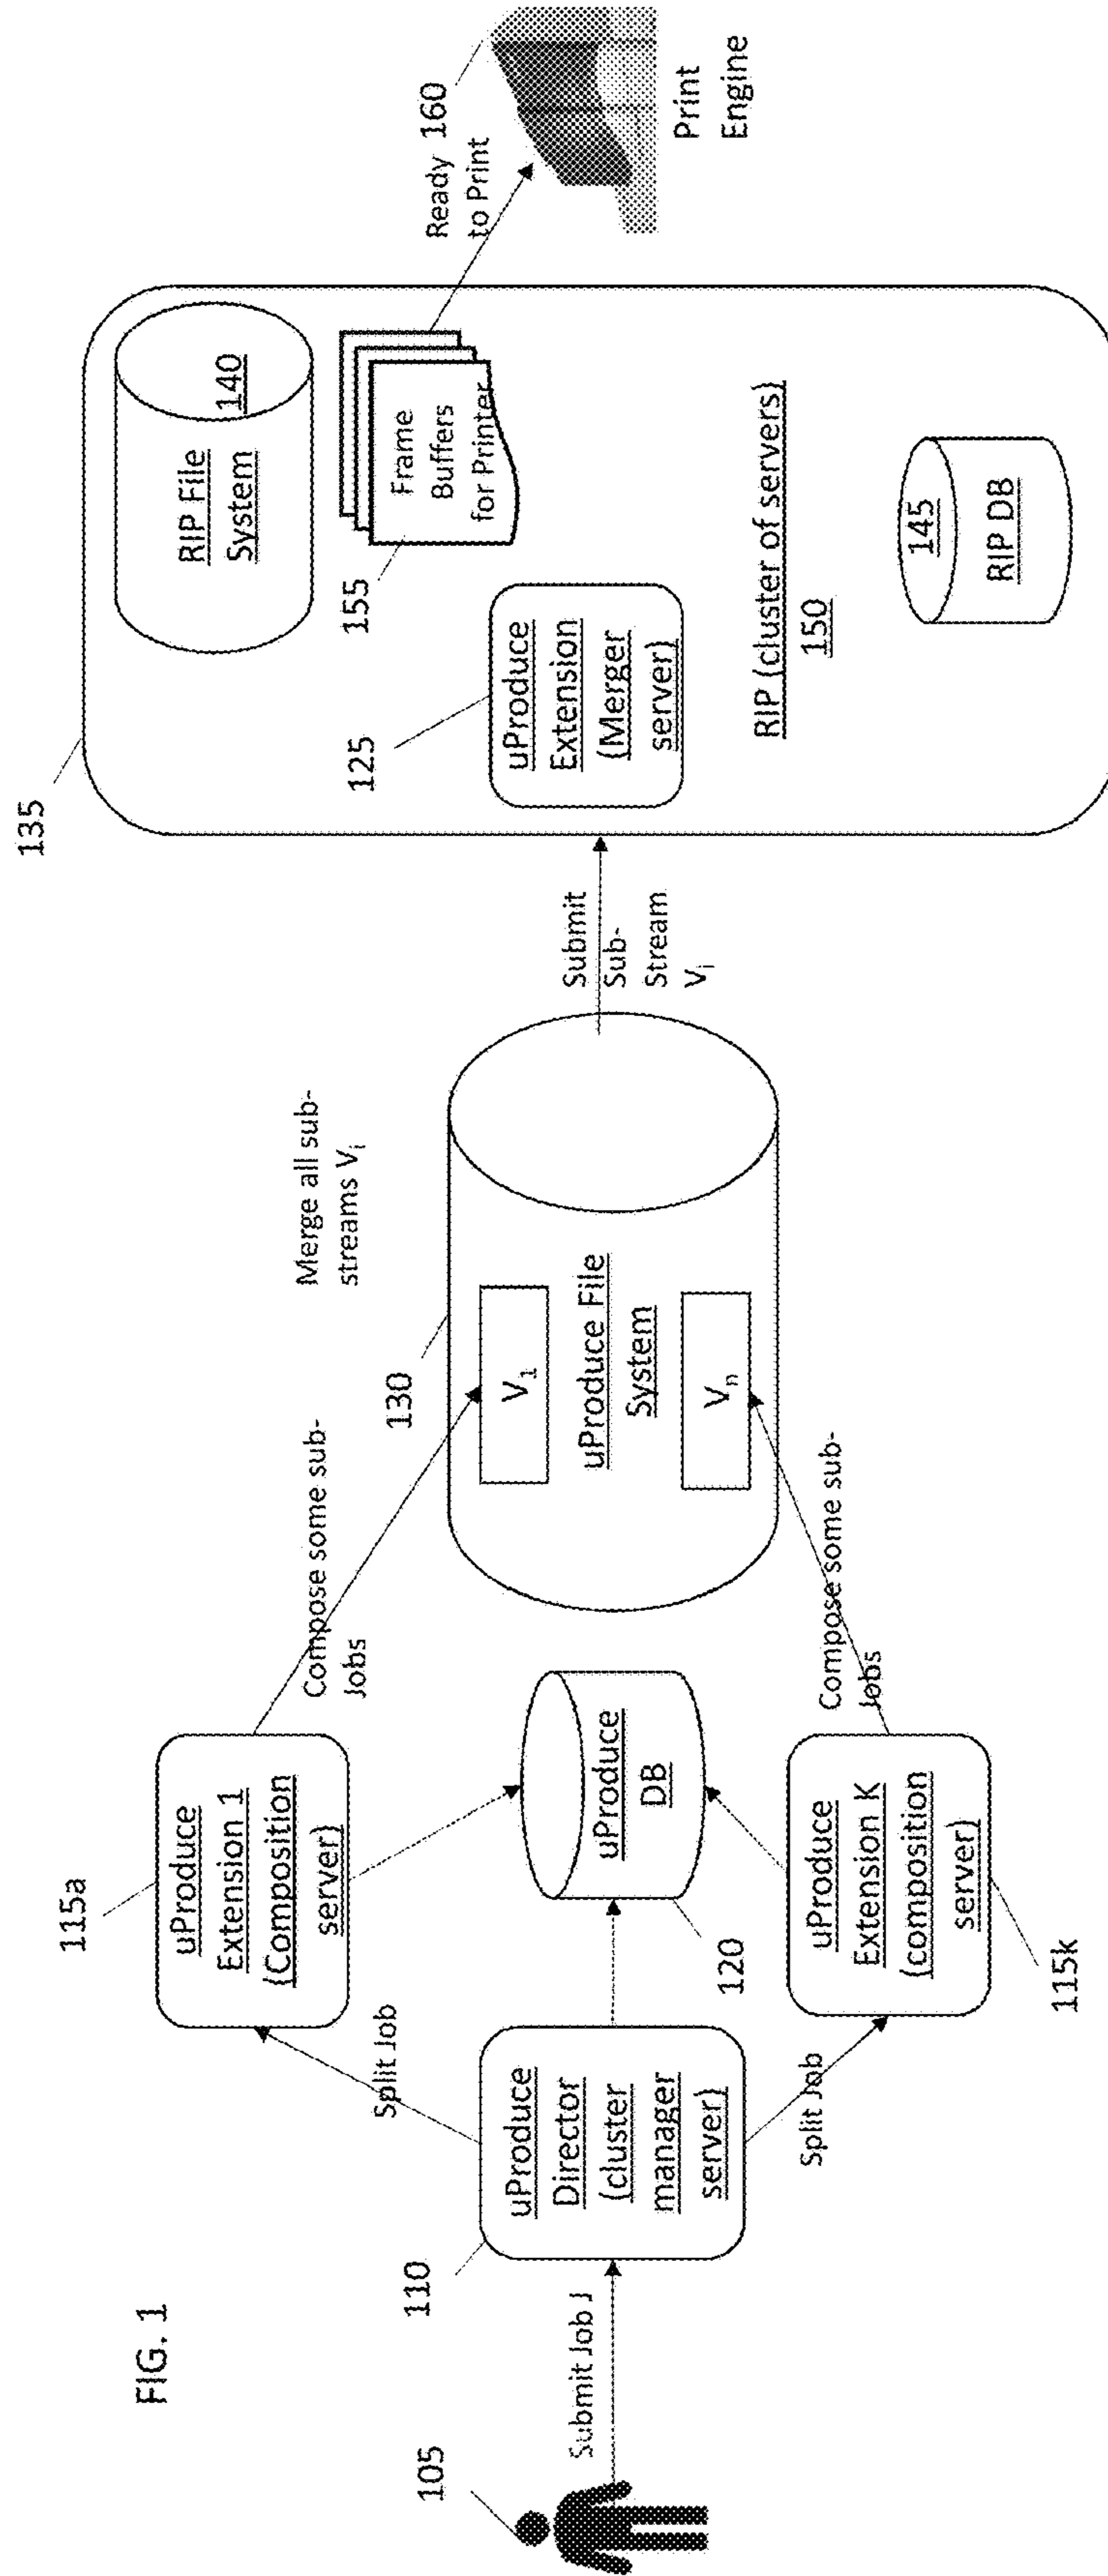 FIG. 1
105
Submit Job J
110
uProduce
Director
(cluster
manager
server)
Split Job
Split Job
115a
uProduce
Extension 1
(Composition
server)
uProduce
DB
120
uProduce
Extension K
(composition
server)
115k
Compose some sub-
Jobs
Compose some sub-
Jobs
130
V1
uProduce File
System
Vn
Merge all sub-
streams Vi
Submit
Sub-
Stream
Vi
135
125
uProduce
Extension
(Merger
server)
155
Frame
Buffers
for Printer
RIP File
System
140
RIP (cluster of servers)
150
145
RIP DB
Ready
to Print
160
Print
Engine